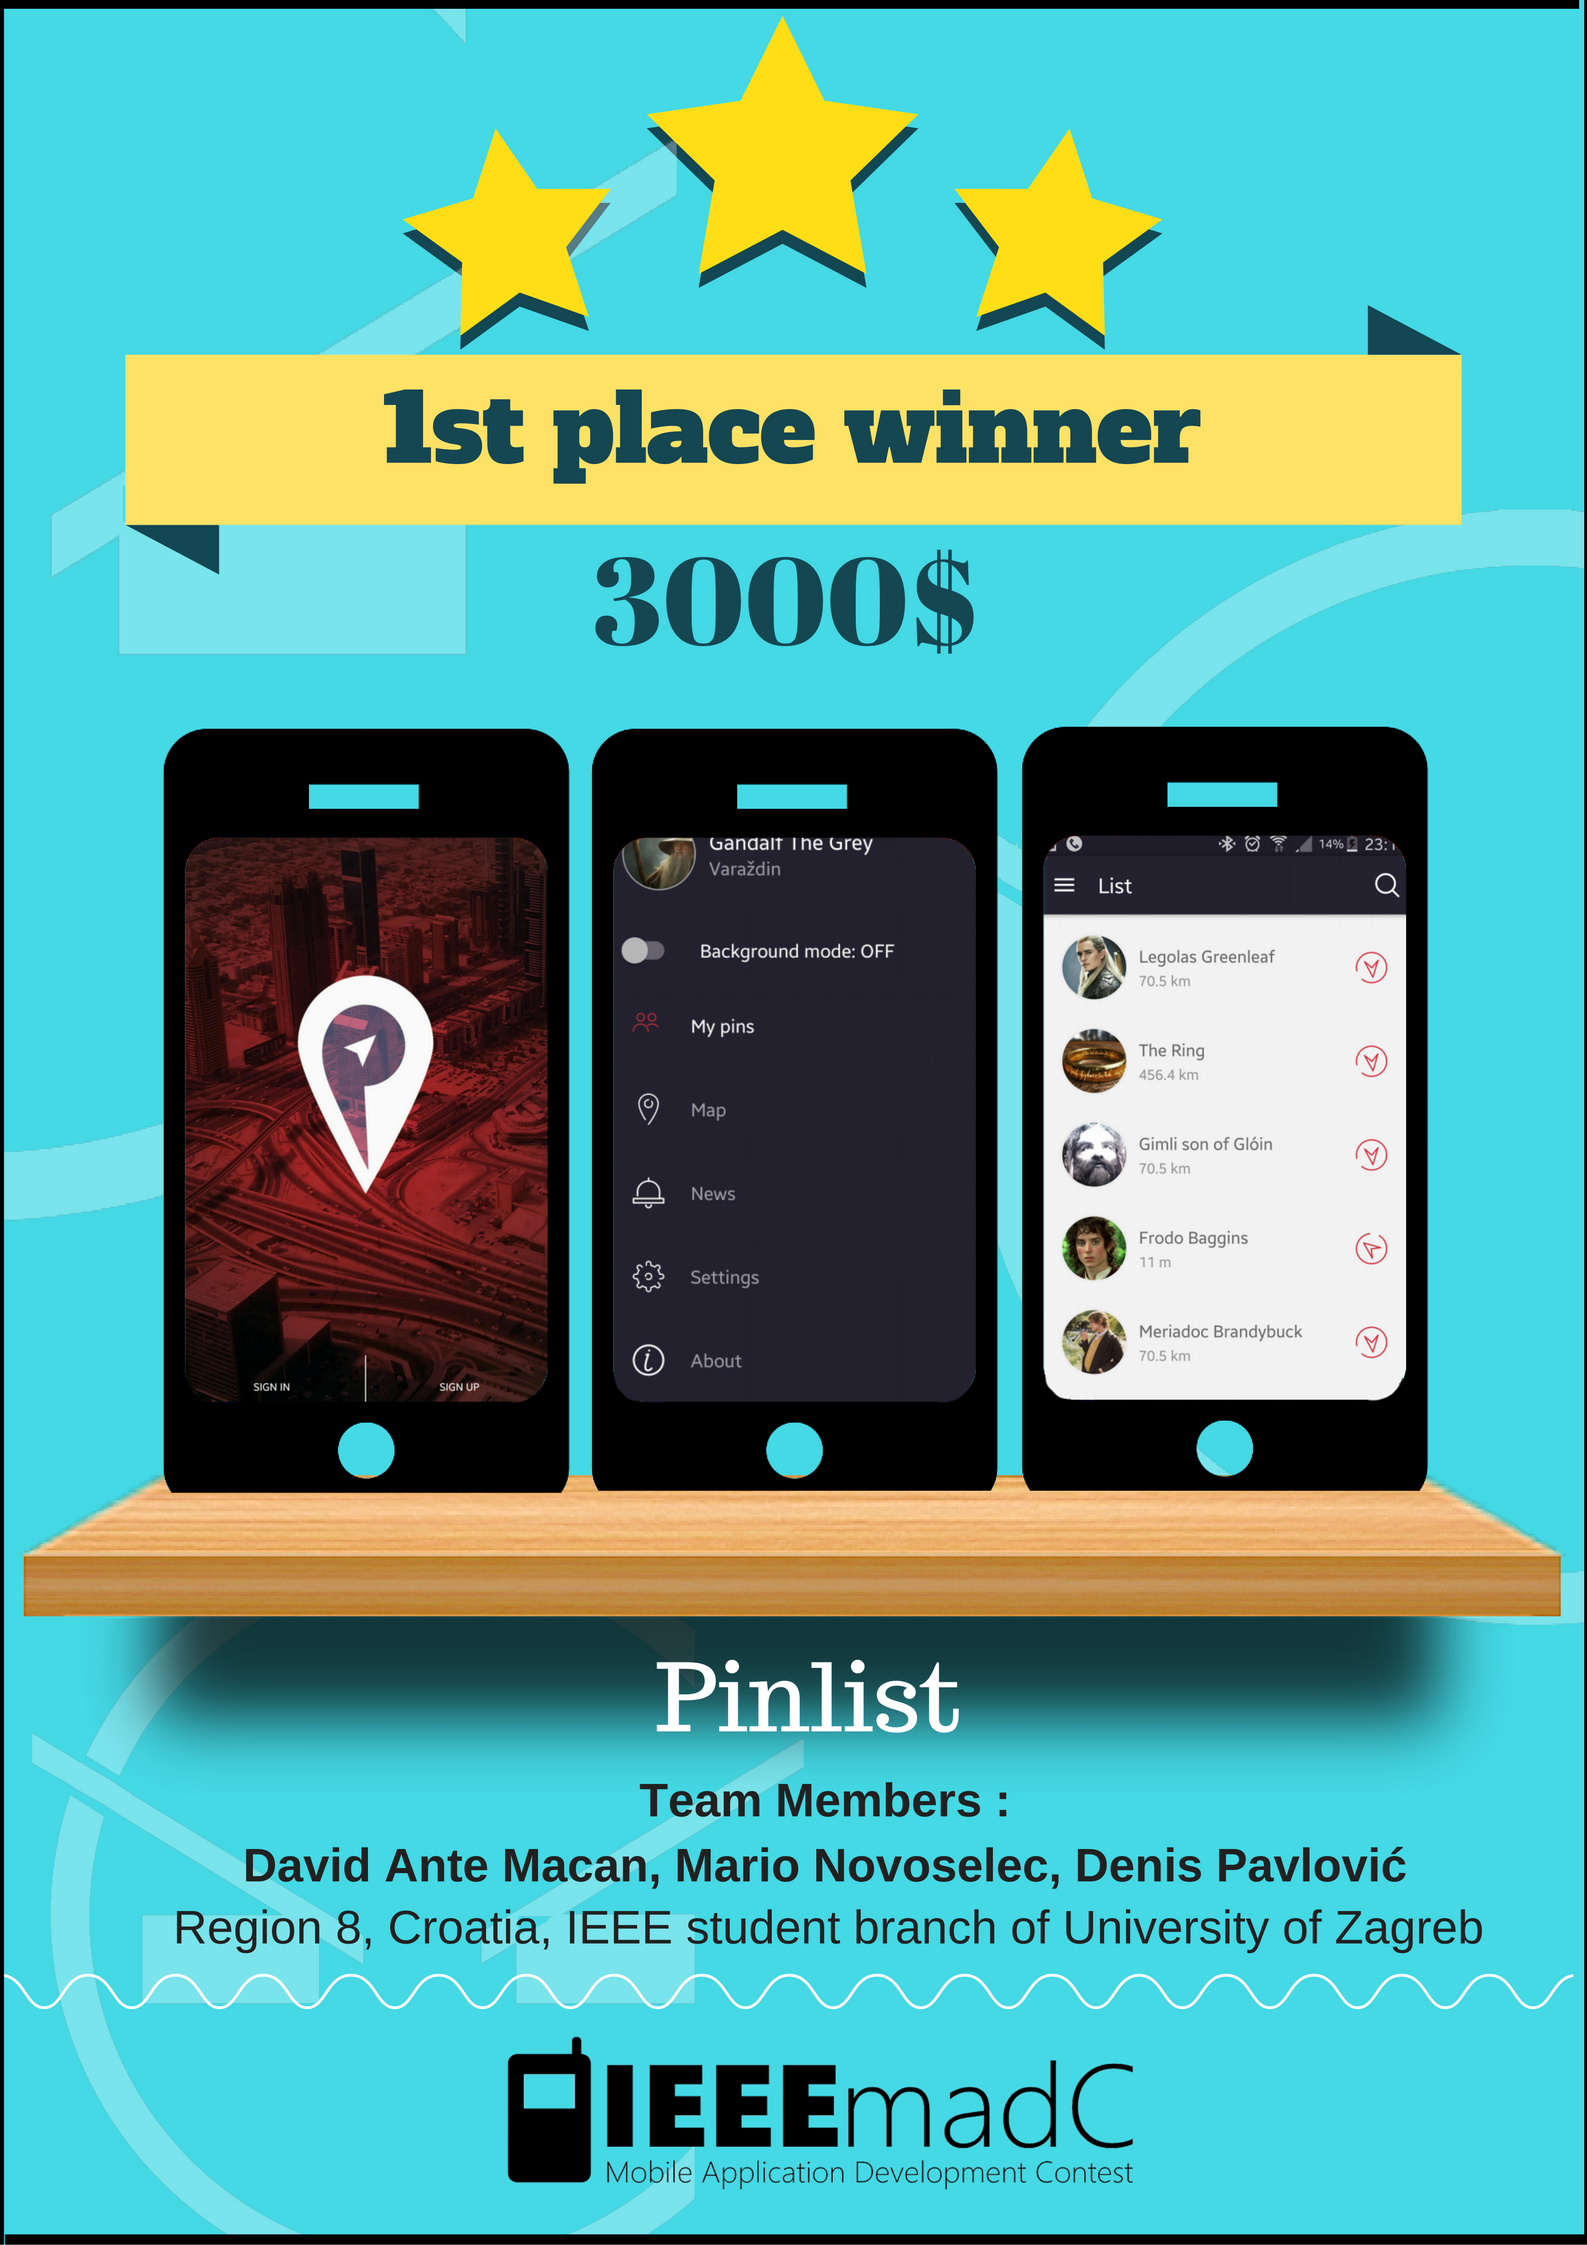 1st place winner
3000$
SIGN IN
SIGN UP
Gandalf The Grey
Varaždin
Background mode: OFF
My pins
Map
News
Settings
About
14%
List
Legolas Greenleaf
70.5 km
The Ring
456.4 km
Gimli son of Glóin
70.5 km
Frodo Baggins
11 m
Meriadoc Brandybuck
70.5 km
Pinlist
Team Members :
David Ante Macan, Mario Novoselec, Denis Pavlović
Region 8, Croatia, IEEE student branch of University of Zagreb
IEEEmadC
Mobile Application Development Contest